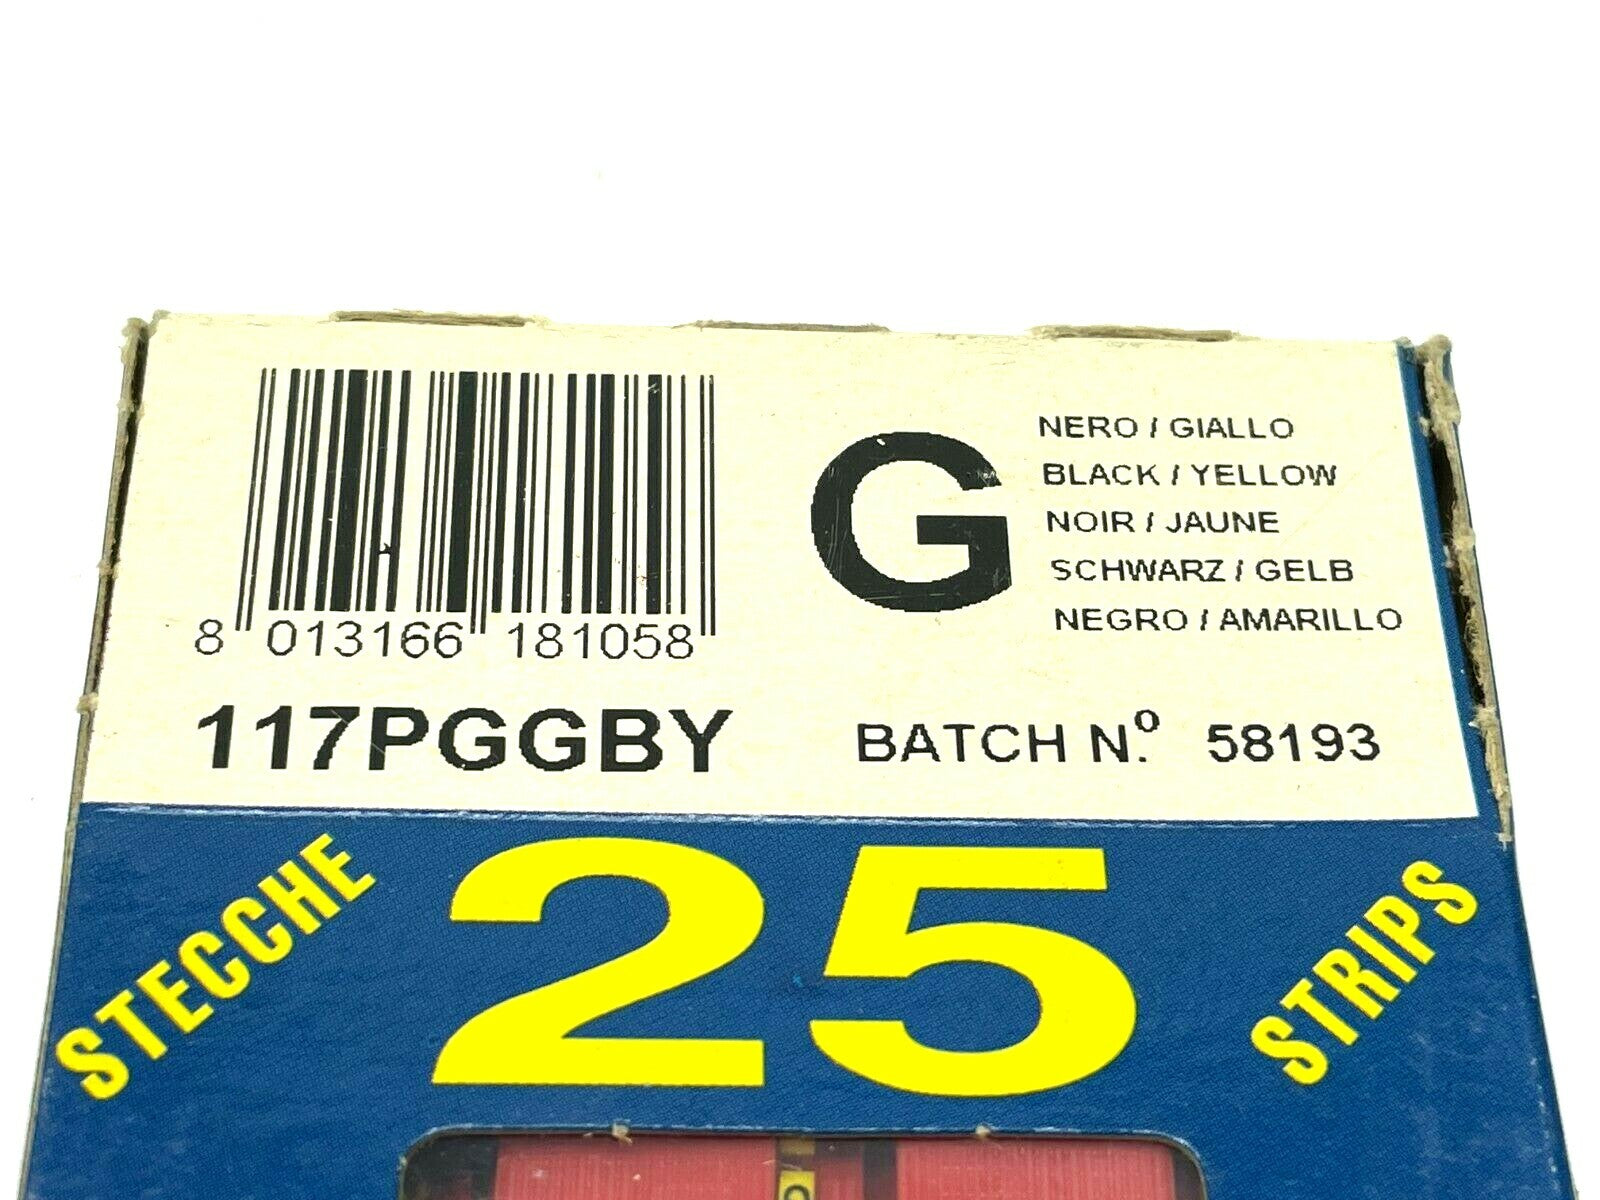 8 013166 181058
G
NERO / GIALLO
BLACK / YELLOW
NOIR / JAUNE
SCHWARZ / GELB
NEGRO / AMARILLO
117PGGBY
BATCH N.º 58193
STECCHE
25
STRIPS